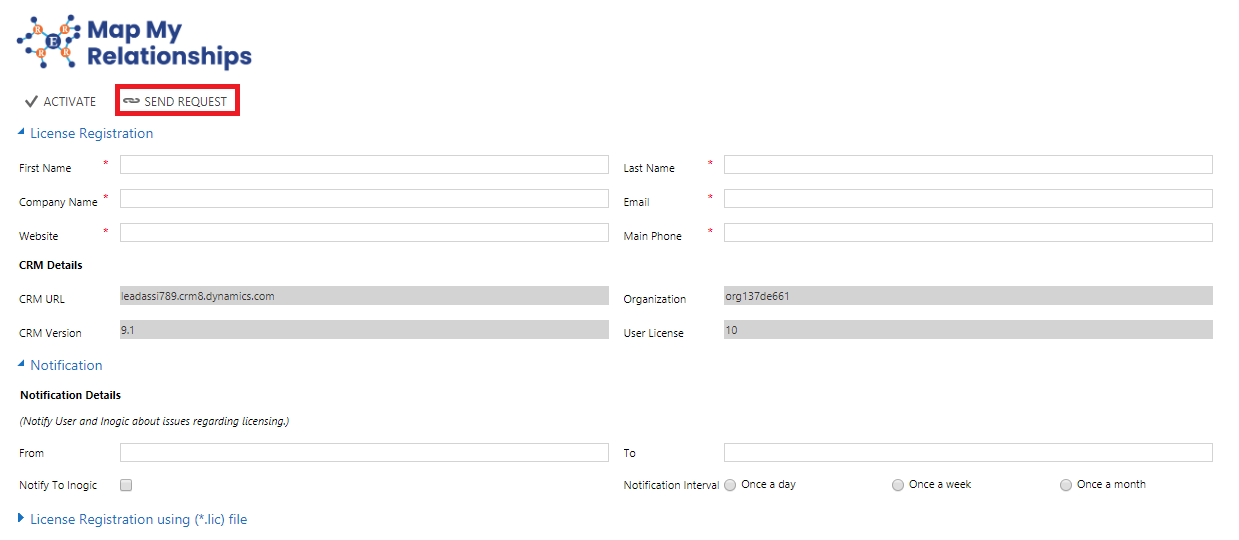 Map My
Relationships
ACTIVATE SEND REQUEST
License Registration
First Name * Last Name *
Company Name * Email *
Website * Main Phone *
CRM Details
CRM URL leadassi789.crm8.dynamics.com Organization org137de661
CRM Version 9.1 User License 10
Notification
Notification Details
(Notify User and Inogic about issues regarding licensing.)
From To
Notify To Inogic Notification Interval Once a day Once a week Once a month
License Registration using (*.lic) file